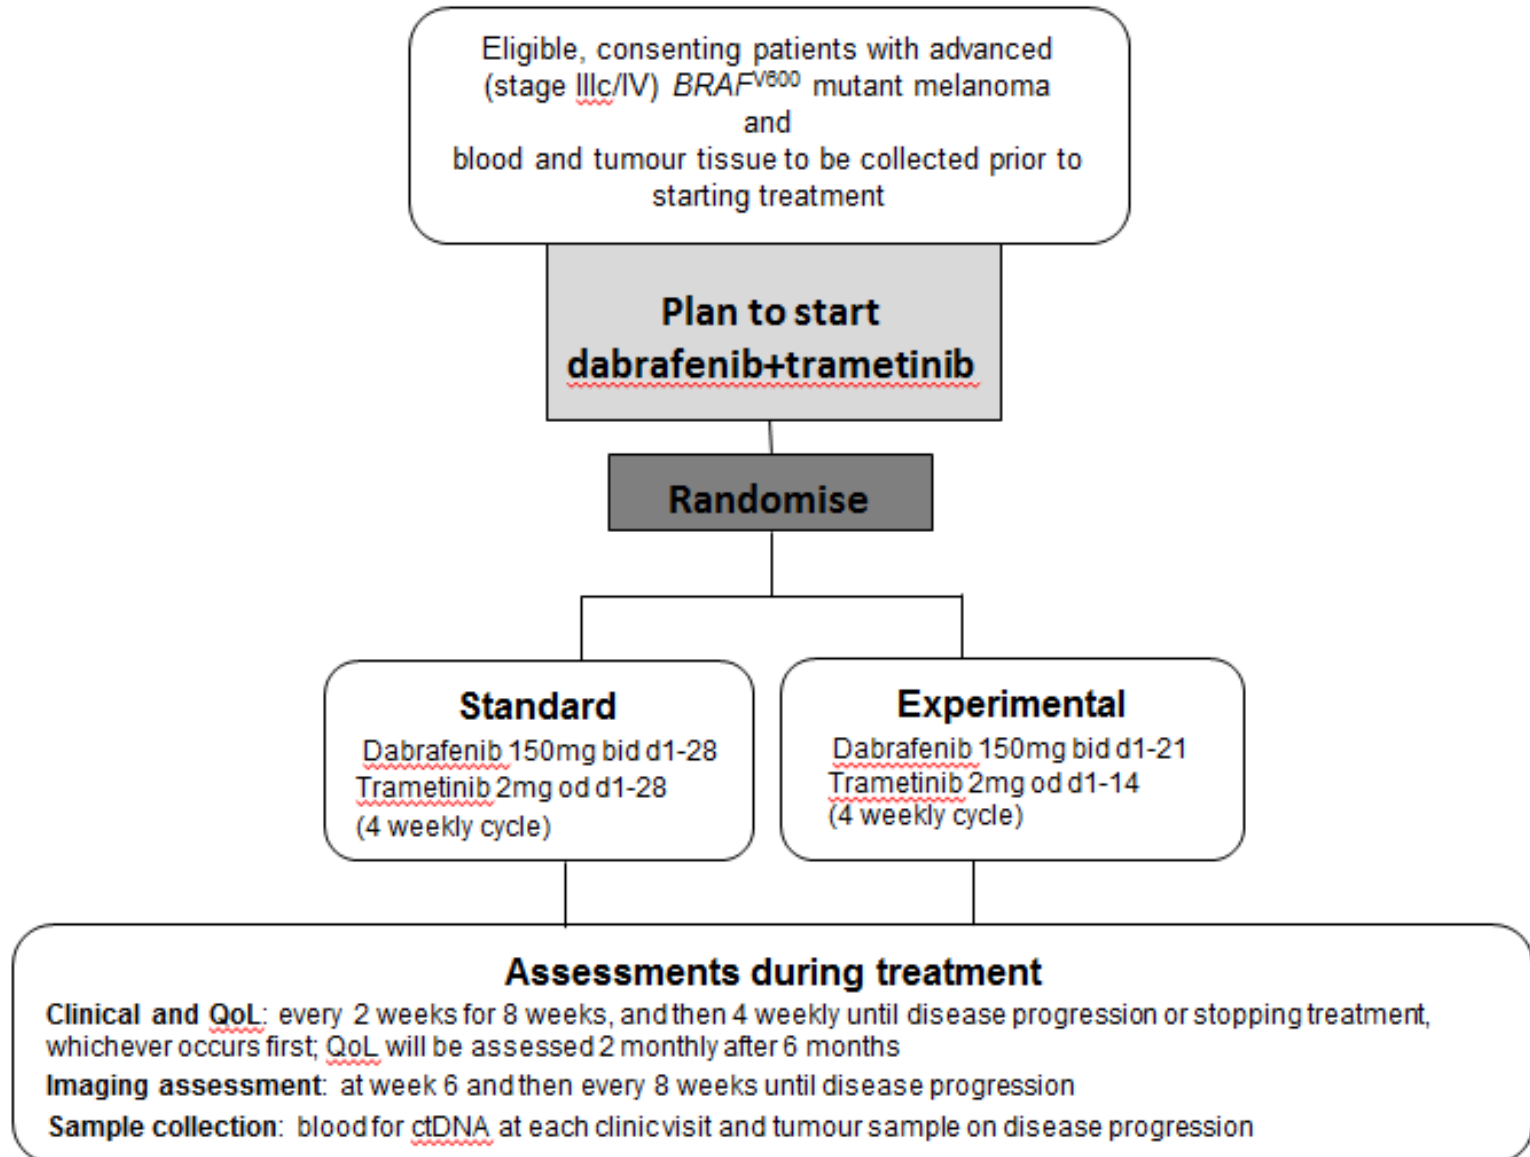 Eligible, consenting patients with advanced
(stage IIIc/IV) BRAFV600 mutant melanoma
and
blood and tumour tissue to be collected prior to
starting treatment
Plan to start
dabrafenib+trametinib
Randomise
Standard
Dabrafenib 150mg bid d1-28
Trametinib 2mg od d1-28
(4 weekly cycle)
Experimental
Dabrafenib 150mg bid d1-21
Trametinib 2mg od d1-14
(4 weekly cycle)
Assessments during treatment
Clinical and QoL: every 2 weeks for 8 weeks, and then 4 weekly until disease progression or stopping treatment,
whichever occurs first; QoL will be assessed 2 monthly after 6 months
Imaging assessment: at week 6 and then every 8 weeks until disease progression
Sample collection: blood for ctDNA at each clinic visit and tumour sample on disease progression